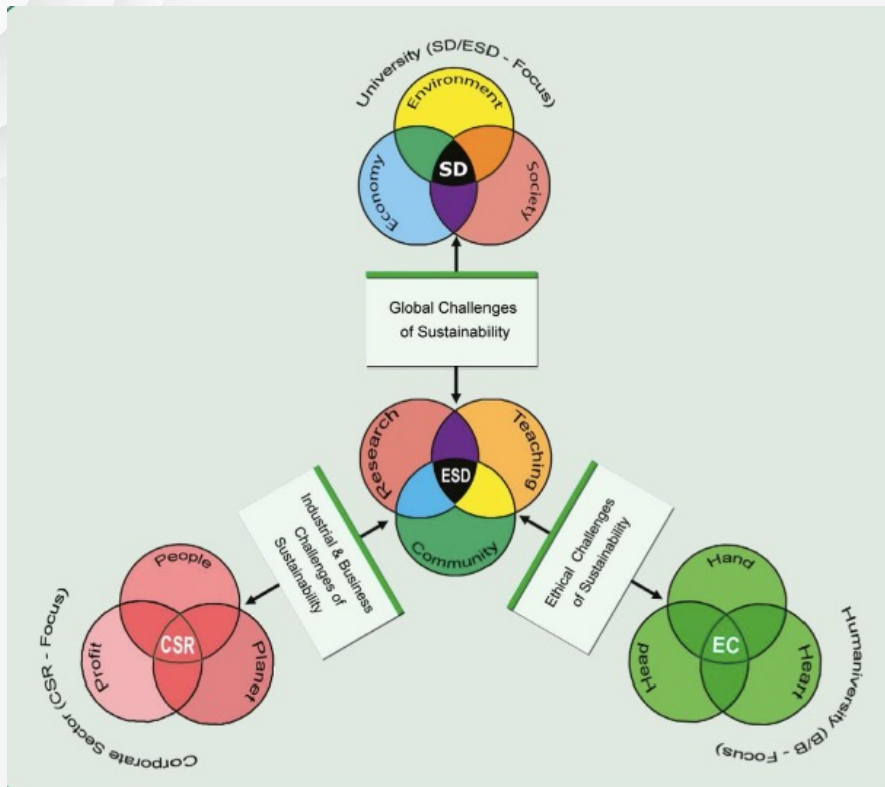 University (SD/ESD - Focus)
Environment
Economy
Society
SD
Global Challenges
of Sustainability
Research
Teaching
ESD
Community
Industrial & Business
Challenges of
Sustainability
Ethical Challenges
of Sustainability
People
Profit
Planet
CSR
Corporate Sector (CSR - Focus)
Hand
Head
Heart
EC
Humaniversity (B/B - Focus)